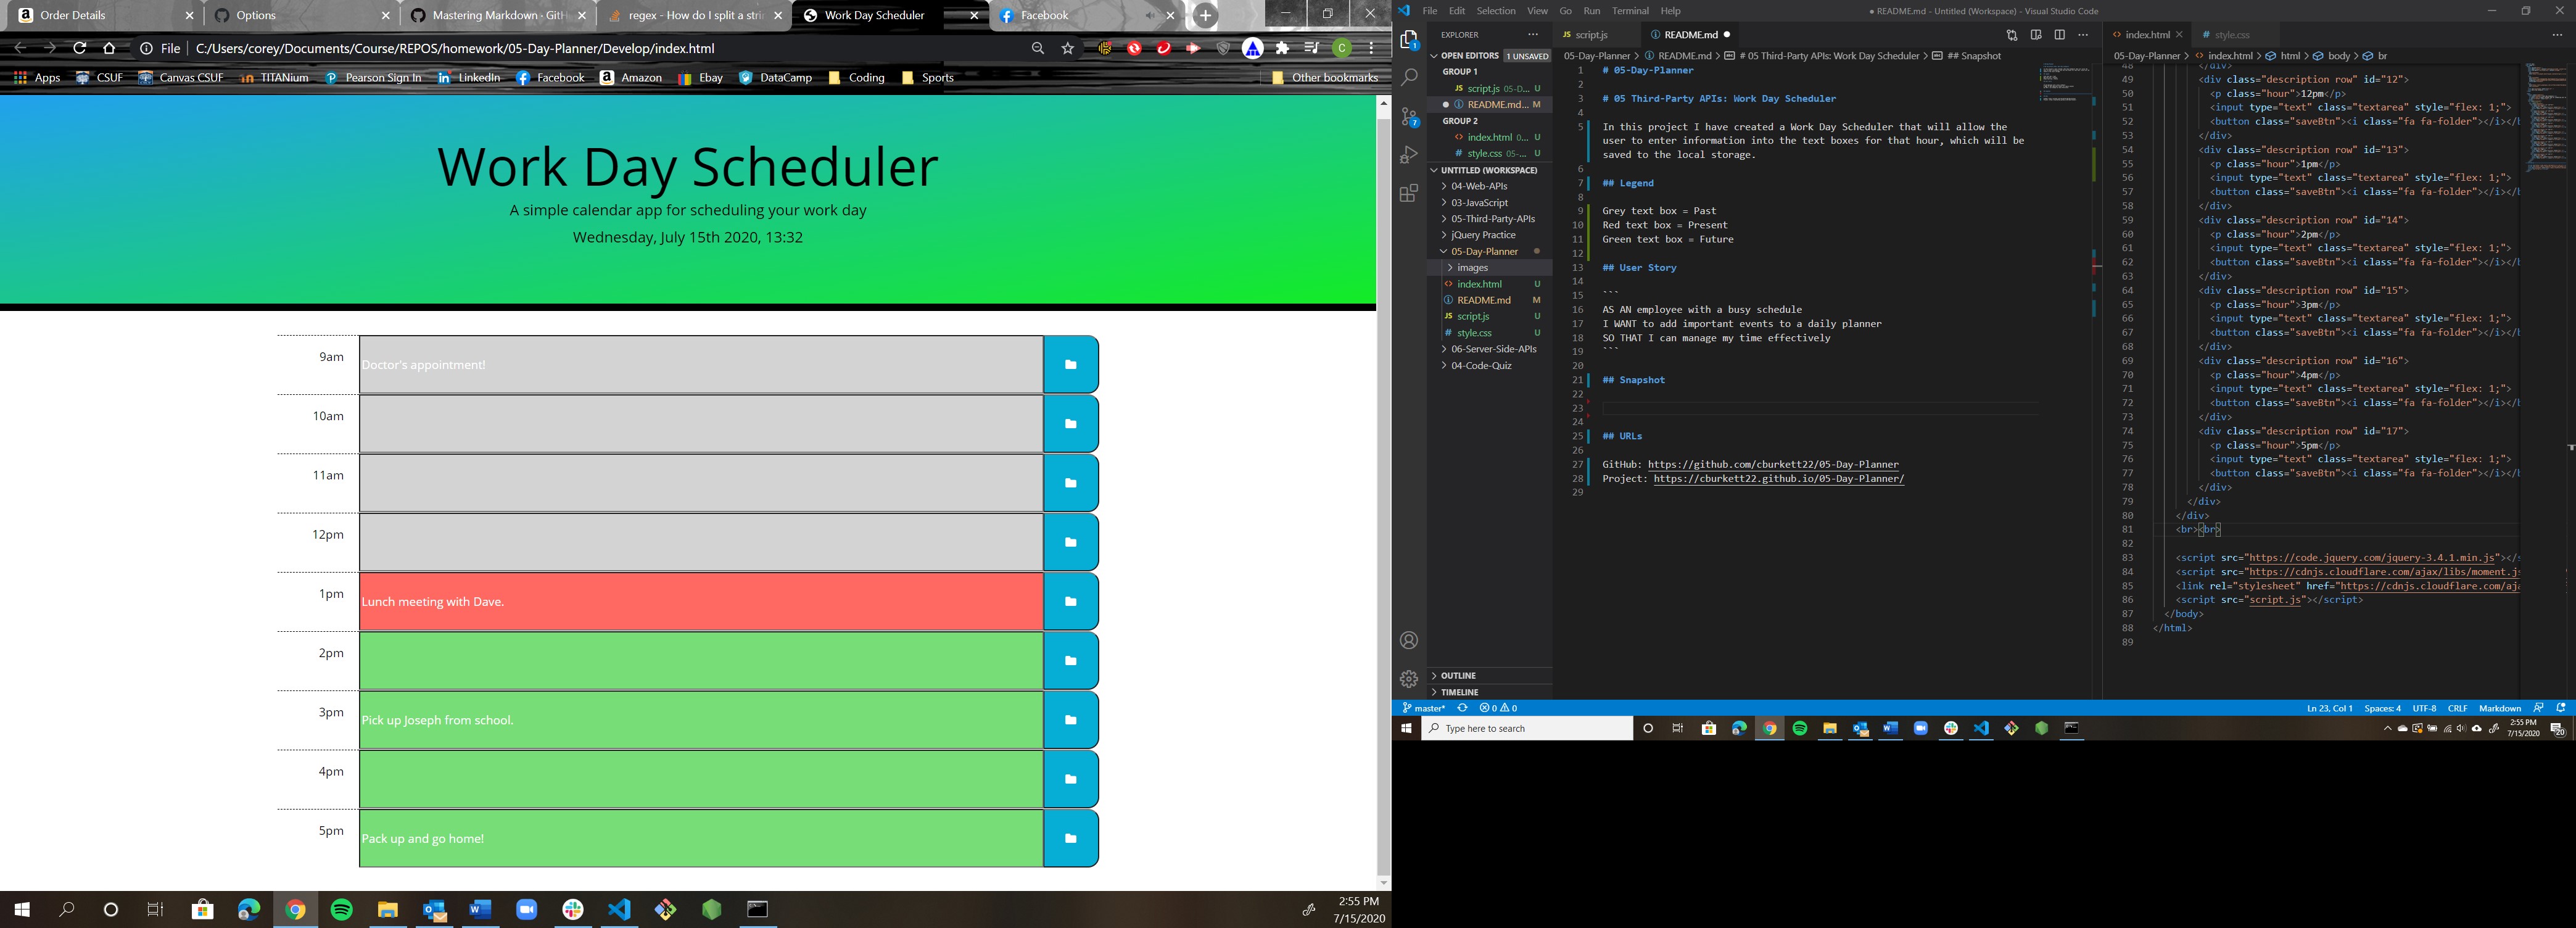 Order Details
Options
Mastering Markdown · GitH
regex - How do I split a strin
Work Day Scheduler
Facebook
File
C:/Users/corey/Documents/Course/REPOS/homework/05-Day-Planner/Develop/index.html
Apps
CSUF
Canvas CSUF
TITANium
Pearson Sign In
LinkedIn
Facebook
Amazon
Ebay
DataCamp
Coding
Sports
Other bookmarks
Work Day Scheduler
A simple calendar app for scheduling your work day
Wednesday, July 15th 2020, 13:32
9am
Doctor's appointment!
10am
11am
12pm
1pm
Lunch meeting with Dave.
2pm
3pm
Pick up Joseph from school.
4pm
5pm
Pack up and go home!
2:55 PM
7/15/2020
File Edit Selection View Go Run Terminal Help
● README.md - Untitled (Workspace) - Visual Studio Code
EXPLORER
OPEN EDITORS 1 UNSAVED
GROUP 1
JS script.js 05-D... U
README.md... M
GROUP 2
index.html 0... U
# style.css 05-... U
UNTITLED (WORKSPACE)
04-Web-APIs
03-JavaScript
05-Third-Party-APIs
jQuery Practice
05-Day-Planner
images
index.html U
README.md M
JS script.js U
# style.css U
06-Server-Side-APIs
04-Code-Quiz
OUTLINE
TIMELINE
JS script.js
README.md
05-Day-Planner > README.md > # 05 Third-Party APIs: Work Day Scheduler > ## Snapshot
1 # 05-Day-Planner
2
3 # 05 Third-Party APIs: Work Day Scheduler
4
5 In this project I have created a Work Day Scheduler that will allow the
user to enter information into the text boxes for that hour, which will be
saved to the local storage.
6
7 ## Legend
8
9 Grey text box = Past
10 Red text box = Present
11 Green text box = Future
12
13 ## User Story
14
15 ```
16 AS AN employee with a busy schedule
17 I WANT to add important events to a daily planner
18 SO THAT I can manage my time effectively
19 ```
20
21 ## Snapshot
22
23
24
25 ## URLs
26
27 GitHub: https://github.com/cburkett22/05-Day-Planner
28 Project: https://cburkett22.github.io/05-Day-Planner/
29
index.html
# style.css
05-Day-Planner > index.html > html > body > br
48 </div>
49 <div class="description row" id="12">
50 <p class="hour">12pm</p>
51 <input type="text" class="textarea" style="flex: 1;">
52 <button class="saveBtn"><i class="fa fa-folder"></i></b
53 </div>
54 <div class="description row" id="13">
55 <p class="hour">1pm</p>
56 <input type="text" class="textarea" style="flex: 1;">
57 <button class="saveBtn"><i class="fa fa-folder"></i></b
58 </div>
59 <div class="description row" id="14">
60 <p class="hour">2pm</p>
61 <input type="text" class="textarea" style="flex: 1;">
62 <button class="saveBtn"><i class="fa fa-folder"></i></b
63 </div>
64 <div class="description row" id="15">
65 <p class="hour">3pm</p>
66 <input type="text" class="textarea" style="flex: 1;">
67 <button class="saveBtn"><i class="fa fa-folder"></i></b
68 </div>
69 <div class="description row" id="16">
70 <p class="hour">4pm</p>
71 <input type="text" class="textarea" style="flex: 1;">
72 <button class="saveBtn"><i class="fa fa-folder"></i></b
73 </div>
74 <div class="description row" id="17">
75 <p class="hour">5pm</p>
76 <input type="text" class="textarea" style="flex: 1;">
77 <button class="saveBtn"><i class="fa fa-folder"></i></b
78 </div>
79 </div>
80 </div>
81 <br><br>
82
83 <script src="https://code.jquery.com/jquery-3.4.1.min.js"></s
84 <script src="https://cdnjs.cloudflare.com/ajax/libs/moment.js
85 <link rel="stylesheet" href="https://cdnjs.cloudflare.com/aja
86 <script src="script.js"></script>
87 </body>
88 </html>
89
master* 0 0
Ln 23, Col 1 Spaces: 4 UTF-8 CRLF Markdown
Type here to search
2:55 PM
7/15/2020
20